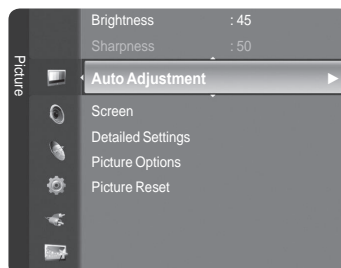 Picture
Brightness : 45
Sharpness : 50
Auto Adjustment
Screen
Detailed Settings
Picture Options
Picture Reset